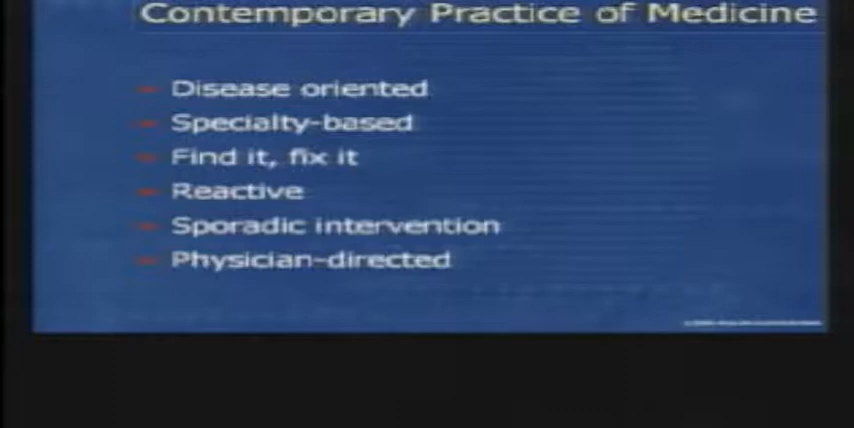 Contemporary Practice of Medicine
Disease oriented
Specialty-based
Find it, fix it
Reactive
Sporadic intervention
Physician-directed